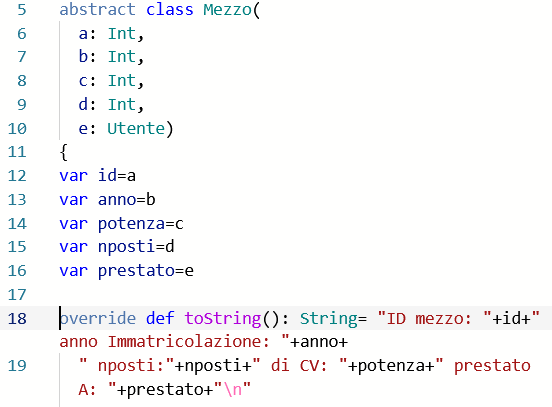 5 abstract class Mezzo(
6 a: Int,
7 b: Int,
8 c: Int,
9 d: Int,
10 e: Utente)
11 {
12 var id=a
13 var anno=b
14 var potenza=c
15 var nposti=d
16 var prestato=e
17
18 override def toString(): String= "ID mezzo: "+id+"
anno Immatricolazione: "+anno+
19 " nposti:"+nposti+" di CV: "+potenza+" prestato
A: "+prestato+"\n"